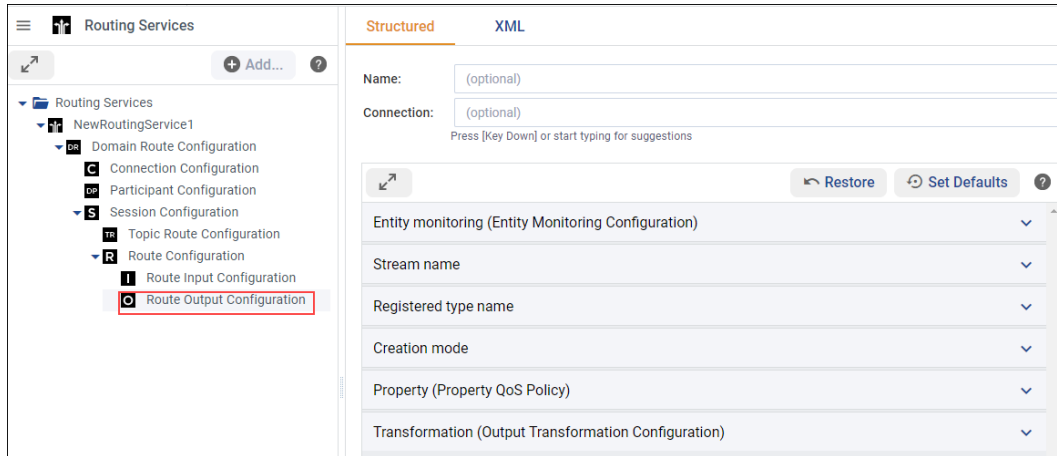 Routing Services
Add...
Routing Services
NewRoutingService1
DR Domain Route Configuration
C Connection Configuration
DP Participant Configuration
S Session Configuration
TR Topic Route Configuration
R Route Configuration
I Route Input Configuration
O Route Output Configuration
Structured XML
Name: (optional)
Connection: (optional)
Press [Key Down] or start typing for suggestions
Restore Set Defaults
Entity monitoring (Entity Monitoring Configuration)
Stream name
Registered type name
Creation mode
Property (Property QoS Policy)
Transformation (Output Transformation Configuration)